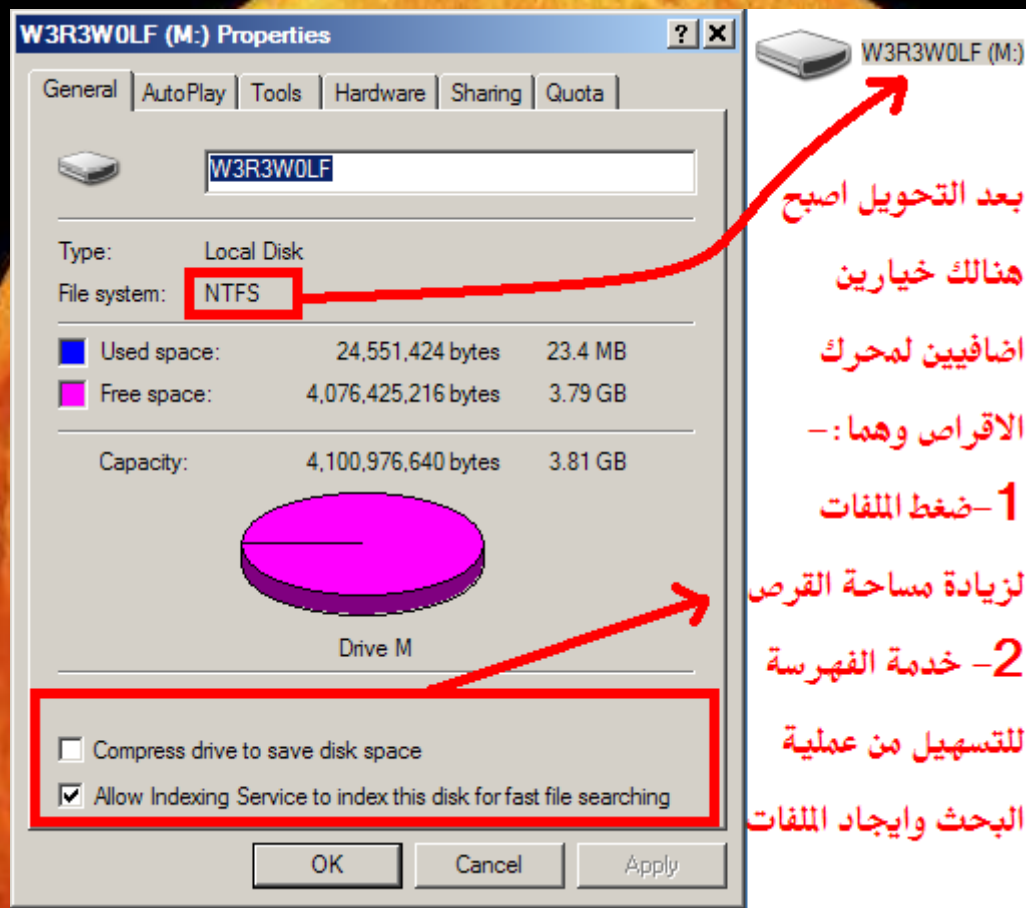 W3R3W0LF (M:) Properties
General AutoPlay Tools Hardware Sharing Quota
W3R3W0LF
Type: Local Disk
File system: NTFS
Used space: 24,551,424 bytes 23.4 MB
Free space: 4,076,425,216 bytes 3.79 GB
Capacity: 4,100,976,640 bytes 3.81 GB
Drive M
Compress drive to save disk space
Allow Indexing Service to index this disk for fast file searching
OK Cancel Apply
W3R3W0LF (M:)
بعد التحويل اصبح
هنالك خيارين
اضافيين لمحرك
الاقراص وهما:-
1-ضغط الملفات
لزيادة مساحة القرص
2- خدمة الفهرسة
للتسهيل من عملية
البحث وايجاد الملفات